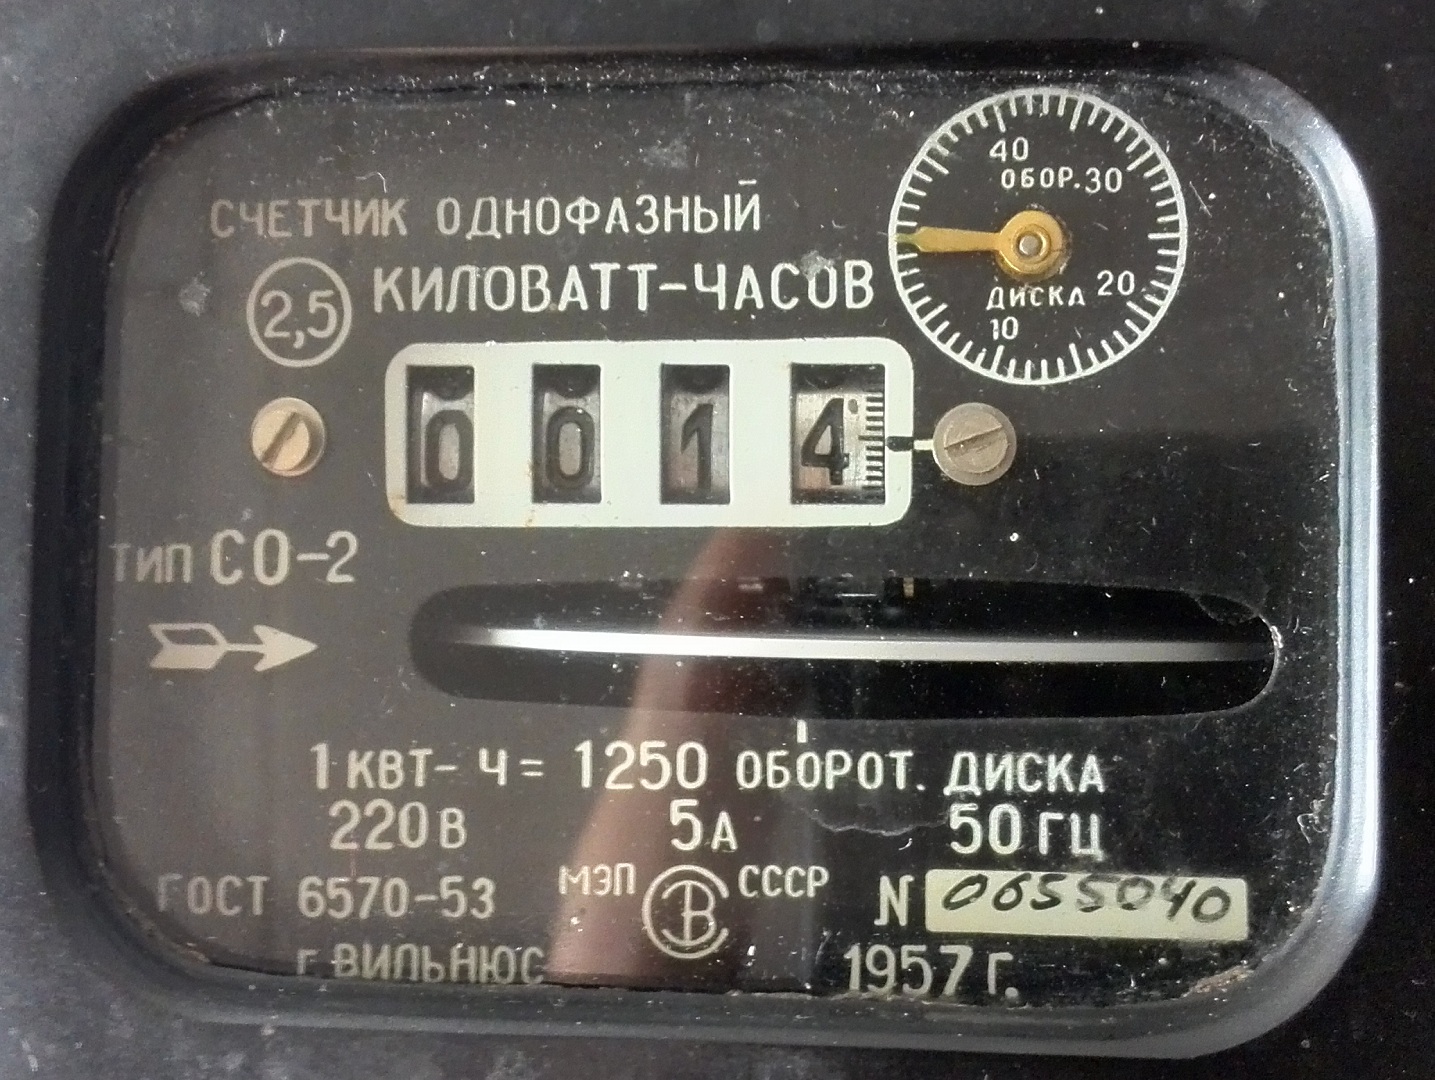 СЧЕТЧИК ОДНОФАЗНЫЙ
2,5 КИЛОВАТТ-ЧАСОВ
40
ОБОР. 30
ДИСКА 20
10
0 0 1 4
ТИП СО-2
1 КВТ-Ч = 1250 ОБОРОТ. ДИСКА
220 В 5 А 50 ГЦ
ГОСТ 6570-53 МЭП СССР N 0655040
г. ВИЛЬНЮС 1957 Г.